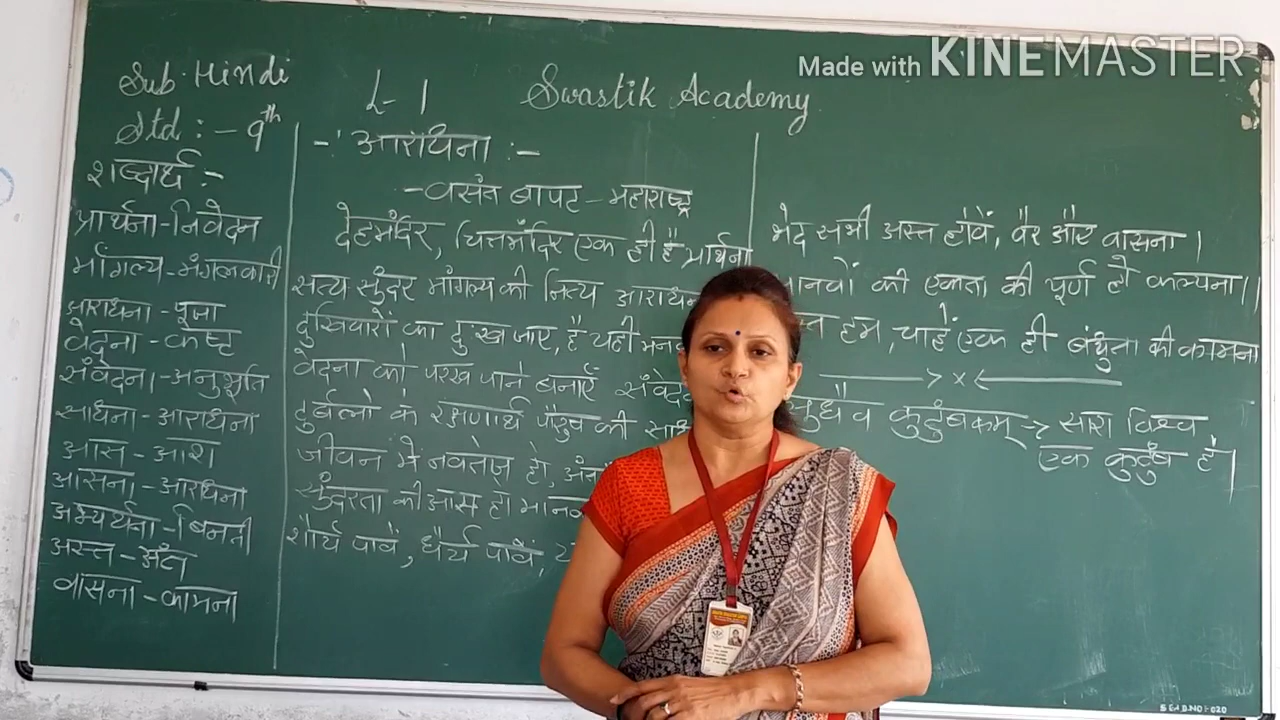 Made with KINEMASTER
Sub Hindi
L-1
Swastik Academy
Std. :- 9th
-: आराधना :-
शब्दार्थ :-
-वसंत बापट - महाराष्ट्र
प्रार्थना - निवेदन
मांगल्य - मंगलकारी
आराधना - पूजा
वेदना - कष्ट
संवेदना - अनुभूति
साधना - आराधना
आस - आश
आसना - आराधना
अभ्यर्थना - बिनती
अस्त - अंत
वासना - कामना
देहमंदिर, चित्तमंदिर एक ही है प्रार्थना
सत्य सुंदर मांगल्य की नित्य
दुखियारों का दुःख जाए, है यही
वेदना को परख पाने बनाएँ
दुर्बलो के रक्षणार्थ पौरुष की
जीवन में नवतेज हो,
सुंदरता की आस हो
शौर्य पावें, धैर्य पावें,
भेद सभी अस्त होवें, वैर और वासना ।
की एकता की पूर्ण हो कल्पना ।।
हम, चाहें एक ही बंधुता की कामना
——> x <——
कुटुंबकम् -> सारा विश्व
एक कुटुंब है |